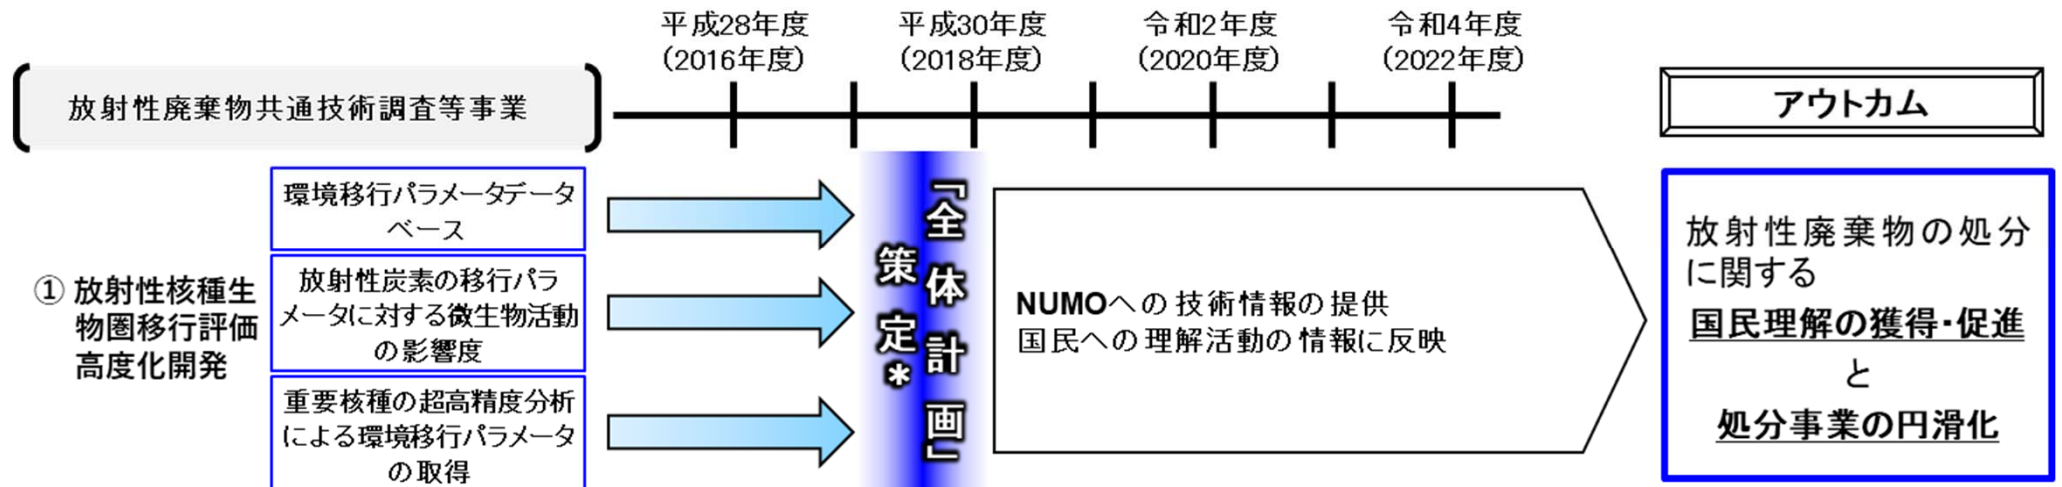 平成28年度
(2016年度)
平成30年度
(2018年度)
令和2年度
(2020年度)
令和4年度
(2022年度)
放射性廃棄物共通技術調査等事業
アウトカム
① 放射性核種生
物圏移行評価
高度化開発
環境移行パラメータデータ
ベース
放射性炭素の移行パラ
メータに対する微生物活動
の影響度
重要核種の超高精度分析
による環境移行パラメータ
の取得
「全体計画」
策定*
NUMOへの技術情報の提供
国民への理解活動の情報に反映
放射性廃棄物の処分
に関する
国民理解の獲得・促進
と
処分事業の円滑化